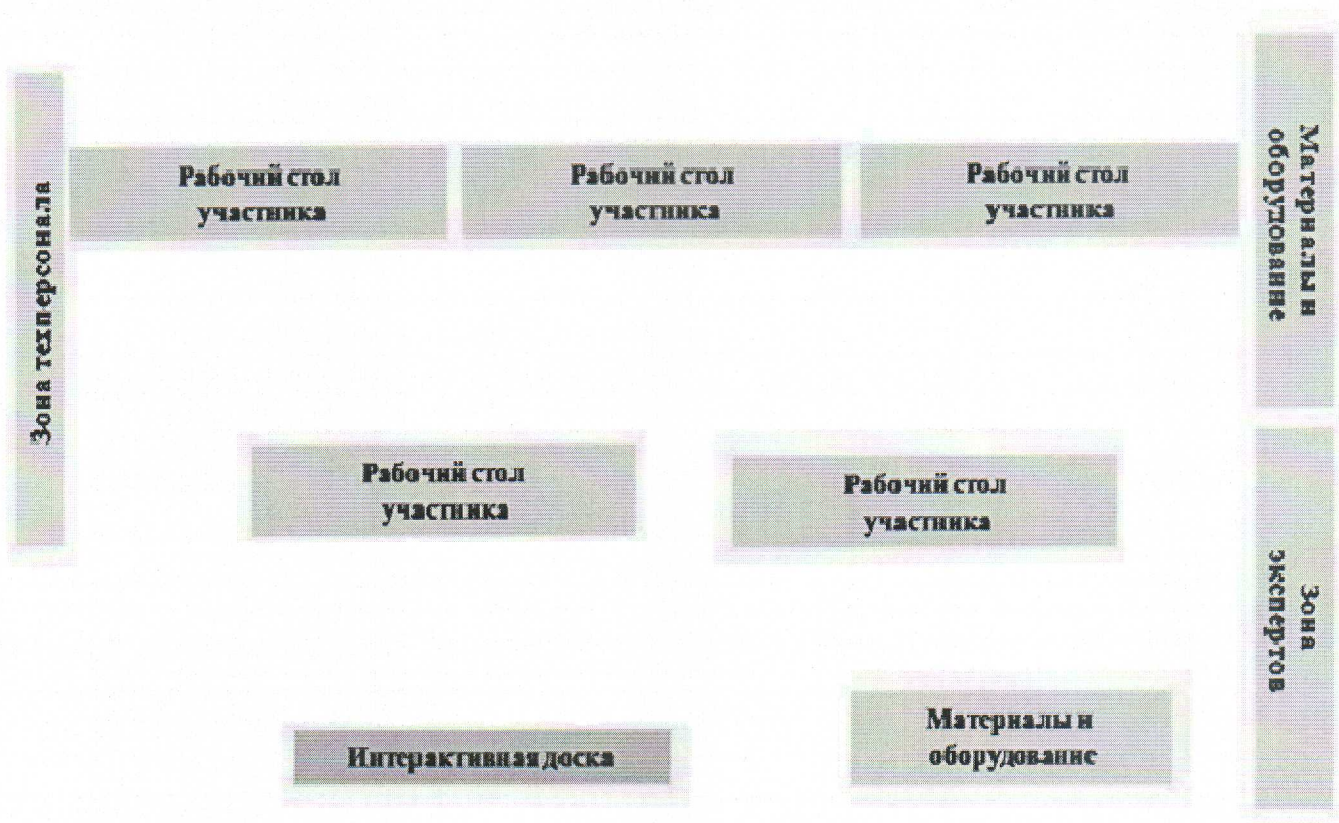 Зона техперсонала
Рабочий стол
участника
Рабочий стол
участника
Рабочий стол
участника
Материалы и
оборудование
Рабочий стол
участника
Рабочий стол
участника
Зона
экспертов
Интерактивная доска
Материалы и
оборудование